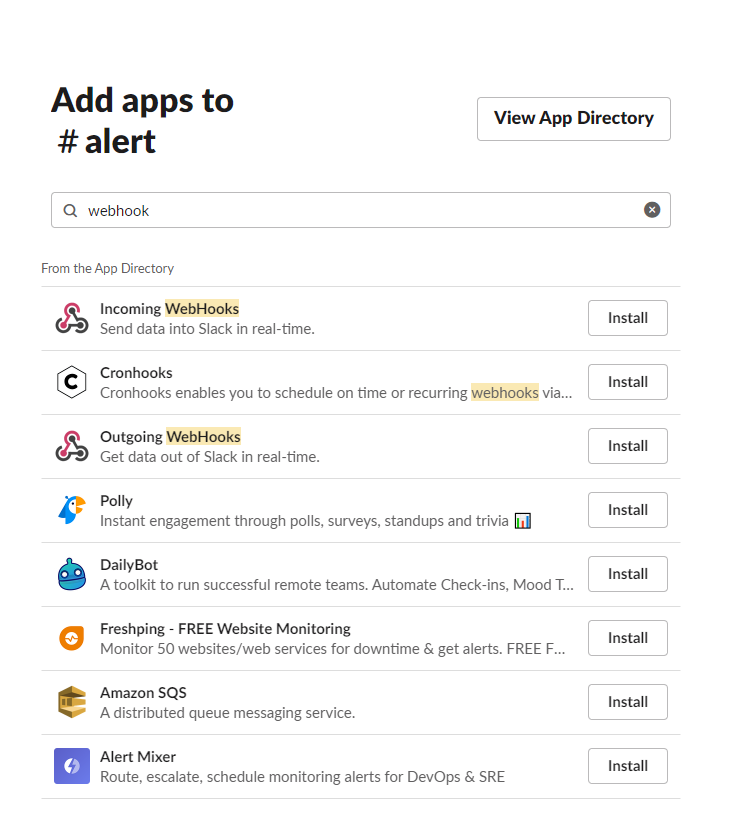 Add apps to
# alert
View App Directory
webhook
From the App Directory
Incoming WebHooks
Send data into Slack in real-time.
Install
Cronhooks
Cronhooks enables you to schedule on time or recurring webhooks via...
Install
Outgoing WebHooks
Get data out of Slack in real-time.
Install
Polly
Instant engagement through polls, surveys, standups and trivia 📊
Install
DailyBot
A toolkit to run successful remote teams. Automate Check-ins, Mood T...
Install
Freshping - FREE Website Monitoring
Monitor 50 websites/web services for downtime & get alerts. FREE F...
Install
Amazon SQS
A distributed queue messaging service.
Install
Alert Mixer
Route, escalate, schedule monitoring alerts for DevOps & SRE
Install